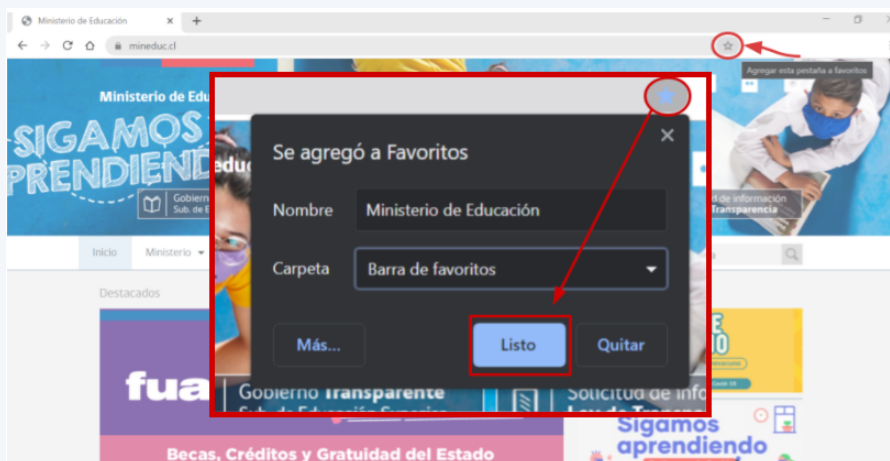 Ministerio de Educación
mineduc.cl
Agregar esta pestaña a favoritos
Ministerio de Edu
SIGAMOS
PRENDIEND
Gobiern
Sub. de E
d de información
Transparencia
Inicio
Ministerio
Destacados
Se agregó a Favoritos
Nombre
Ministerio de Educación
Carpeta
Barra de favoritos
Más...
Listo
Quitar
fua
Gobierno Transparente
Sub. de Educación Superior
Solicitud de info
Ley de Transpa
Becas, Créditos y Gratuidad del Estado
Sigamos
aprendiendo